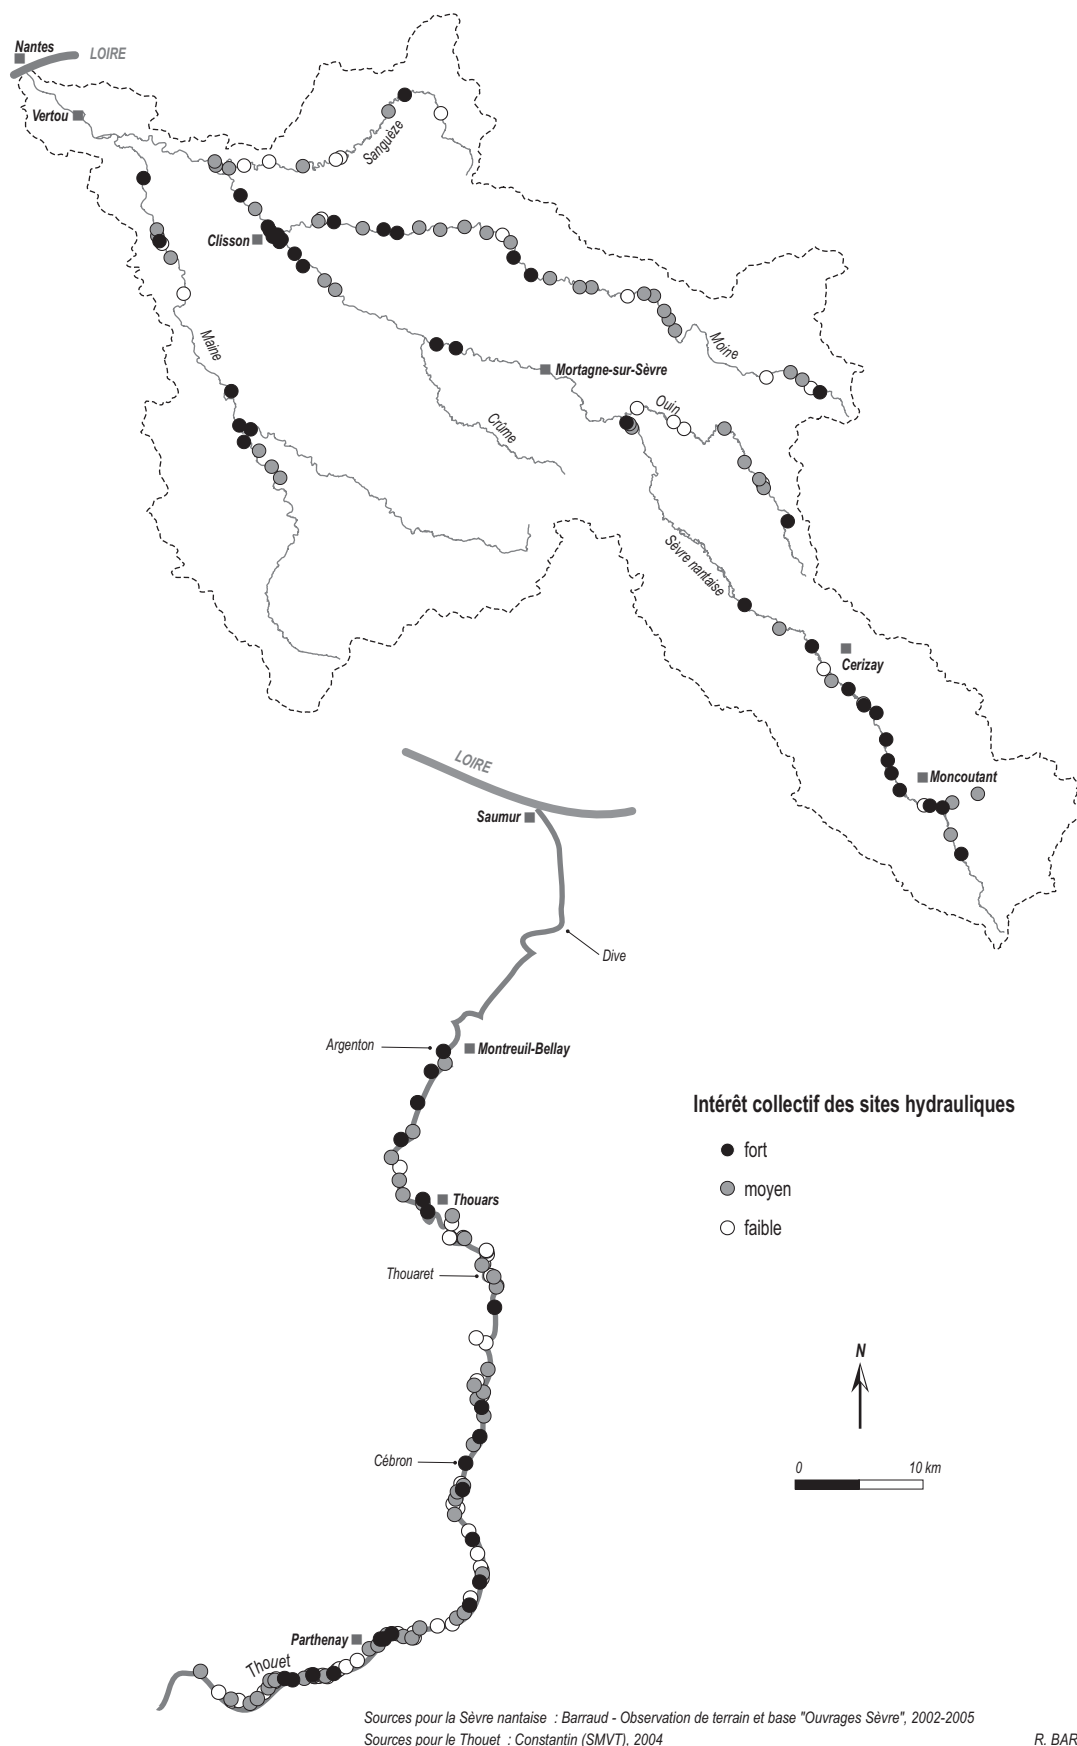 Nantes
LOIRE
Vertou
Sanguèze
Clisson
Maine
Moine
Mortagne-sur-Sèvre
Ouin
Crûme
Sèvre nantaise
Cerizay
Moncoutant
LOIRE
Saumur
Dive
Argenton
Montreuil-Bellay
Intérêt collectif des sites hydrauliques
fort
moyen
faible
Thouars
Thouaret
N
Cébron
0 10 km
Parthenay
Thouet
Sources pour la Sèvre nantaise : Barraud - Observation de terrain et base "Ouvrages Sèvre", 2002-2005
Sources pour le Thouet : Constantin (SMVT), 2004
R. BAR